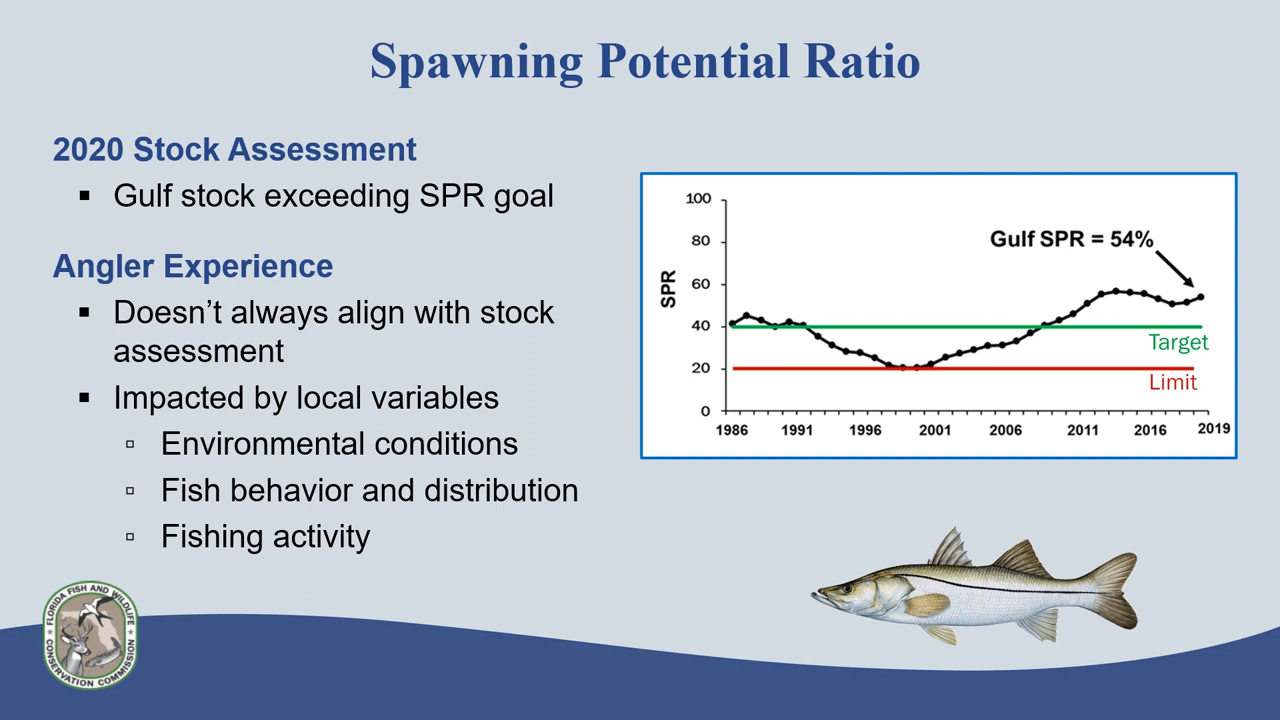 Spawning Potential Ratio
2020 Stock Assessment
▪ Gulf stock exceeding SPR goal
Angler Experience
▪ Doesn’t always align with stock
assessment
▪ Impacted by local variables
▫ Environmental conditions
▫ Fish behavior and distribution
▫ Fishing activity
SPR
100
80
60
40
20
0
Gulf SPR = 54%
Target
Limit
1986 1991 1996 2001 2006 2011 2016 2019
FLORIDA FISH AND WILDLIFE
CONSERVATION COMMISSION